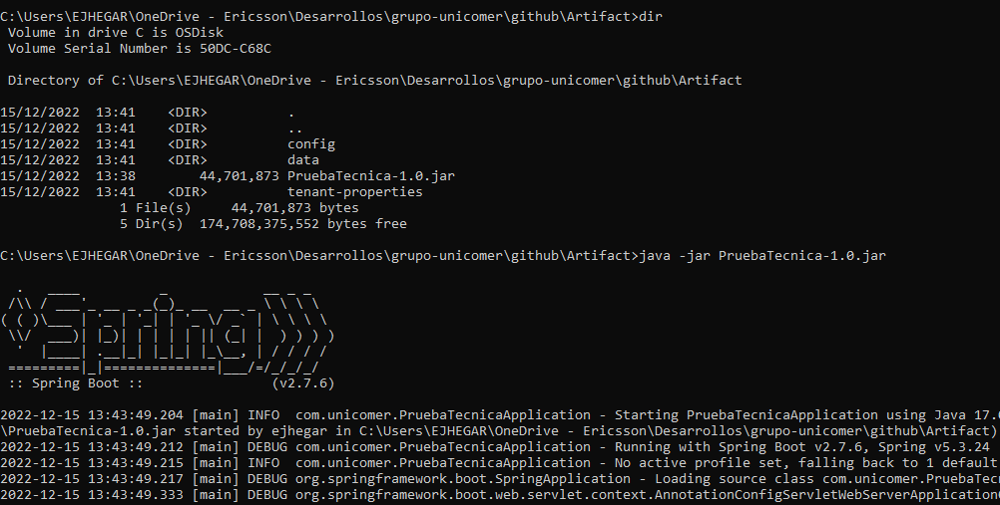 C:\Users\EJHEGAR\OneDrive - Ericsson\Desarrollos\grupo-unicomer\github\Artifact>dir
 Volume in drive C is OSDisk
 Volume Serial Number is 50DC-C68C

 Directory of C:\Users\EJHEGAR\OneDrive - Ericsson\Desarrollos\grupo-unicomer\github\Artifact

15/12/2022  13:41    <DIR>          .
15/12/2022  13:41    <DIR>          ..
15/12/2022  13:41    <DIR>          config
15/12/2022  13:41    <DIR>          data
15/12/2022  13:38        44,701,873 PruebaTecnica-1.0.jar
15/12/2022  13:41    <DIR>          tenant-properties
               1 File(s)     44,701,873 bytes
               5 Dir(s)  174,708,375,552 bytes free

C:\Users\EJHEGAR\OneDrive - Ericsson\Desarrollos\grupo-unicomer\github\Artifact>java -jar PruebaTecnica-1.0.jar

  .   ____          _            __ _ _
 /\\ / ___'_ __ _ _(_)_ __  __ _ \ \ \ \
( ( )\___ | '_ | '_| | '_ \/ _` | \ \ \ \
 \\/  ___)| |_)| | | | | || (_| |  ) ) ) )
  '  |____| .__|_| |_|_| |_\__, | / / / /
 =========|_|==============|___/=/_/_/_/
 :: Spring Boot ::                (v2.7.6)

2022-12-15 13:43:49.204 [main] INFO  com.unicomer.PruebaTecnicaApplication - Starting PruebaTecnicaApplication using Java 17.0
\PruebaTecnica-1.0.jar started by ejhegar in C:\Users\EJHEGAR\OneDrive - Ericsson\Desarrollos\grupo-unicomer\github\Artifact)
2022-12-15 13:43:49.212 [main] DEBUG com.unicomer.PruebaTecnicaApplication - Running with Spring Boot v2.7.6, Spring v5.3.24
2022-12-15 13:43:49.215 [main] INFO  com.unicomer.PruebaTecnicaApplication - No active profile set, falling back to 1 default
2022-12-15 13:43:49.217 [main] DEBUG org.springframework.boot.SpringApplication - Loading source class com.unicomer.PruebaTecn
2022-12-15 13:43:49.333 [main] DEBUG org.springframework.boot.web.servlet.context.AnnotationConfigServletWebServerApplication